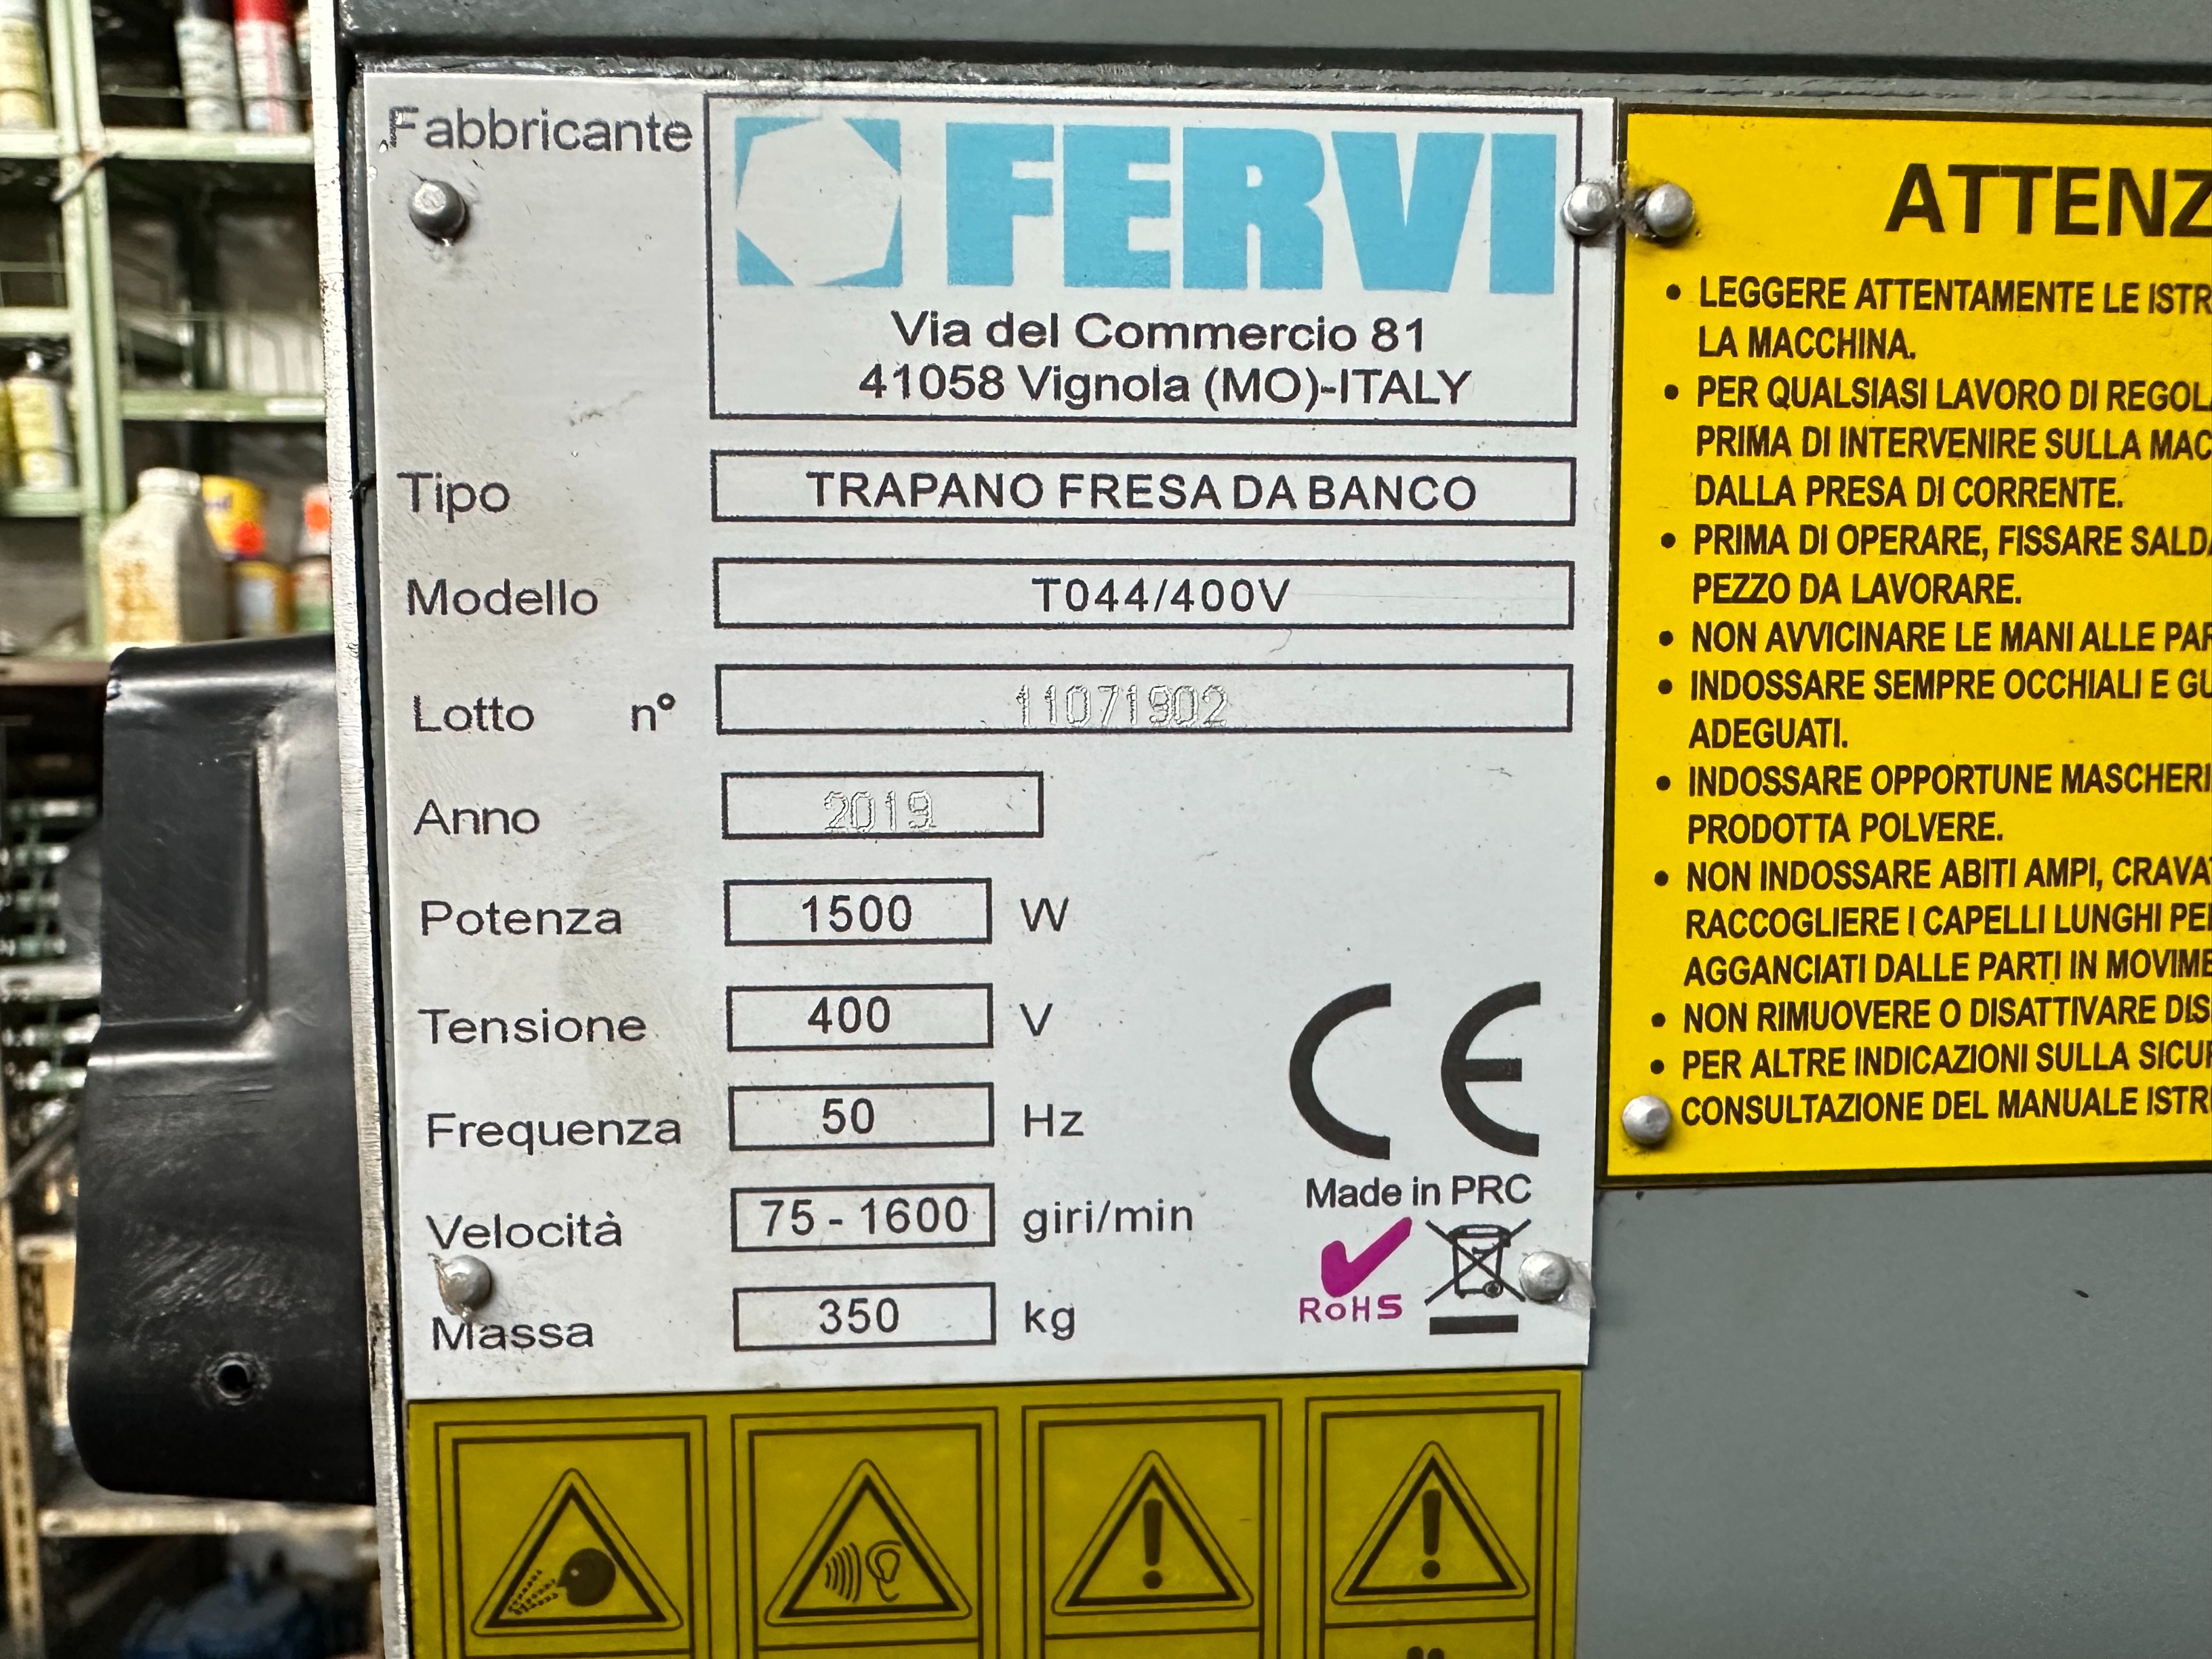 Fabbricante
FERVI
Via del Commercio 81
41058 Vignola (MO)-ITALY
Tipo TRAPANO FRESA DA BANCO
Modello T044/400V
Lotto n° 11071902
Anno 2019
Potenza 1500 W
Tensione 400 V
Frequenza 50 Hz
Velocità 75 - 1600 giri/min
Massa 350 kg
CE
Made in PRC
RoHS
ATTENZ
• LEGGERE ATTENTAMENTE LE ISTR
LA MACCHINA.
• PER QUALSIASI LAVORO DI REGOLA
PRIMA DI INTERVENIRE SULLA MAC
DALLA PRESA DI CORRENTE.
• PRIMA DI OPERARE, FISSARE SALDA
PEZZO DA LAVORARE.
• NON AVVICINARE LE MANI ALLE PAR
• INDOSSARE SEMPRE OCCHIALI E GU
ADEGUATI.
• INDOSSARE OPPORTUNE MASCHERI
PRODOTTA POLVERE.
• NON INDOSSARE ABITI AMPI, CRAVAT
RACCOGLIERE I CAPELLI LUNGHI PER
AGGANCIATI DALLE PARTI IN MOVIME
• NON RIMUOVERE O DISATTIVARE DIS
• PER ALTRE INDICAZIONI SULLA SICUR
CONSULTAZIONE DEL MANUALE ISTR